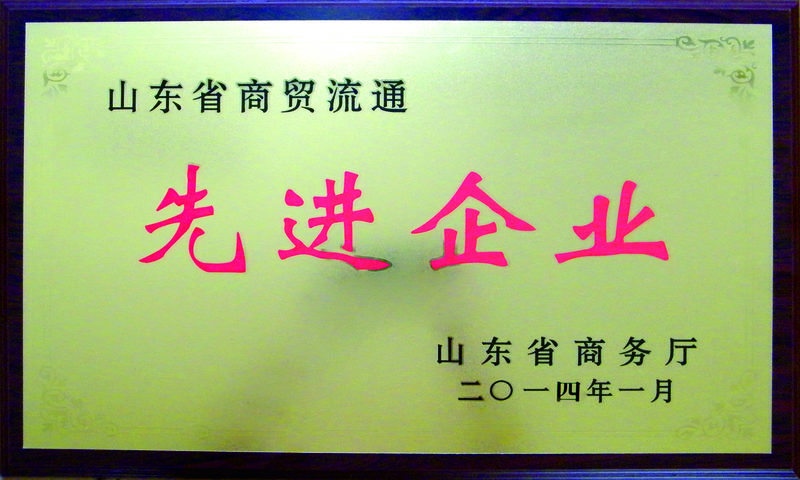 山东省商贸流通
先进企业
山东省商务厅
二〇一四年一月